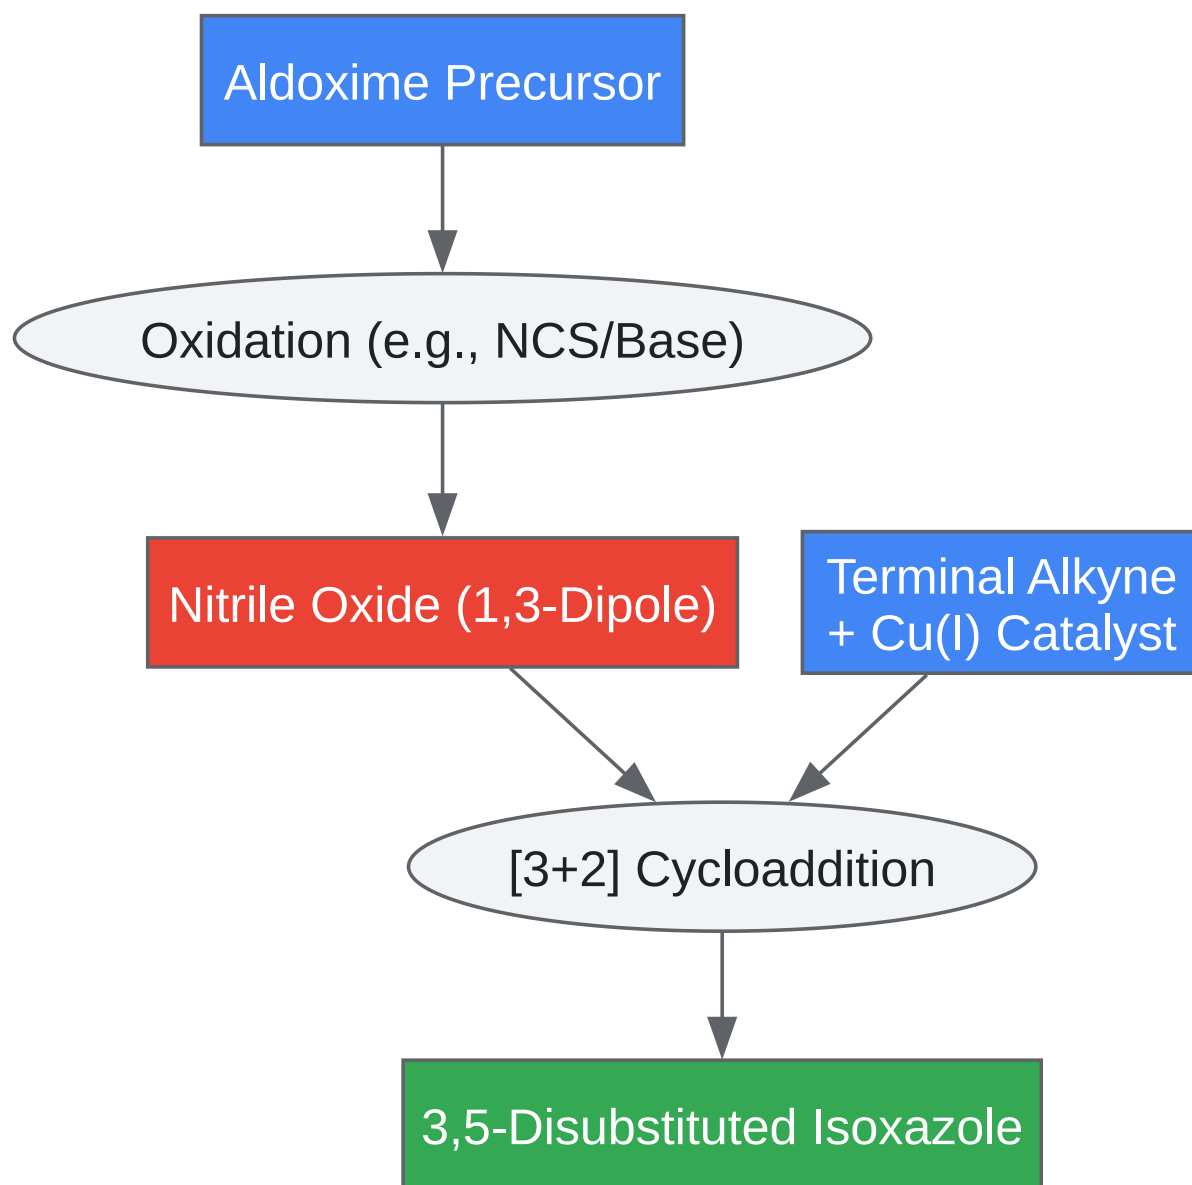 Aldoxime Precursor
Oxidation (e.g., NCS/Base)
Nitrile Oxide (1,3-Dipole)
Terminal Alkyne
+ Cu(I) Catalyst
[3+2] Cycloaddition
3,5-Disubstituted Isoxazole